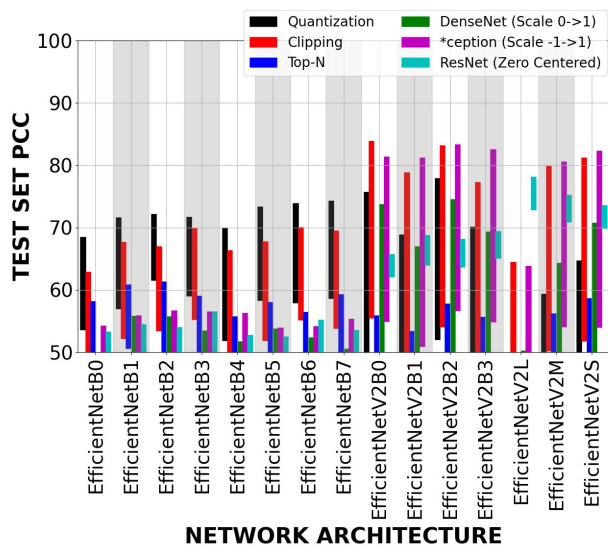 Quantization
Clipping
Top-N
DenseNet (Scale 0->1)
*ception (Scale -1->1)
ResNet (Zero Centered)
100
90
80
70
60
50
TEST SET PCC
EfficientNetB0
EfficientNetB1
EfficientNetB2
EfficientNetB3
EfficientNetB4
EfficientNetB5
EfficientNetB6
EfficientNetB7
EfficientNetV2B0
EfficientNetV2B1
EfficientNetV2B2
EfficientNetV2B3
EfficientNetV2L
EfficientNetV2M
EfficientNetV2S
NETWORK ARCHITECTURE